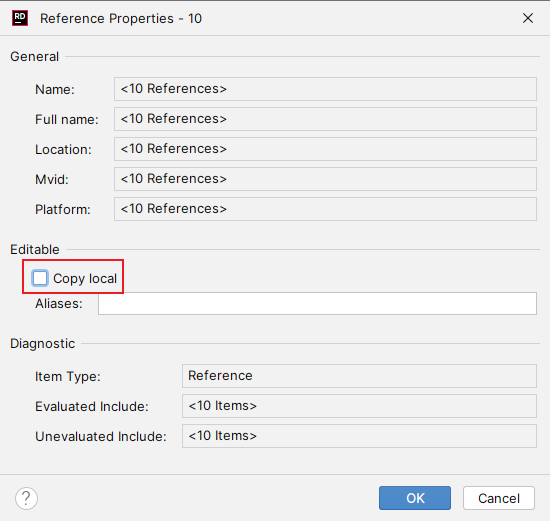 RD Reference Properties - 10
General
Name: <10 References>
Full name: <10 References>
Location: <10 References>
Mvid: <10 References>
Platform: <10 References>
Editable
Copy local
Aliases:
Diagnostic
Item Type: Reference
Evaluated Include: <10 Items>
Unevaluated Include: <10 Items>
? OK Cancel